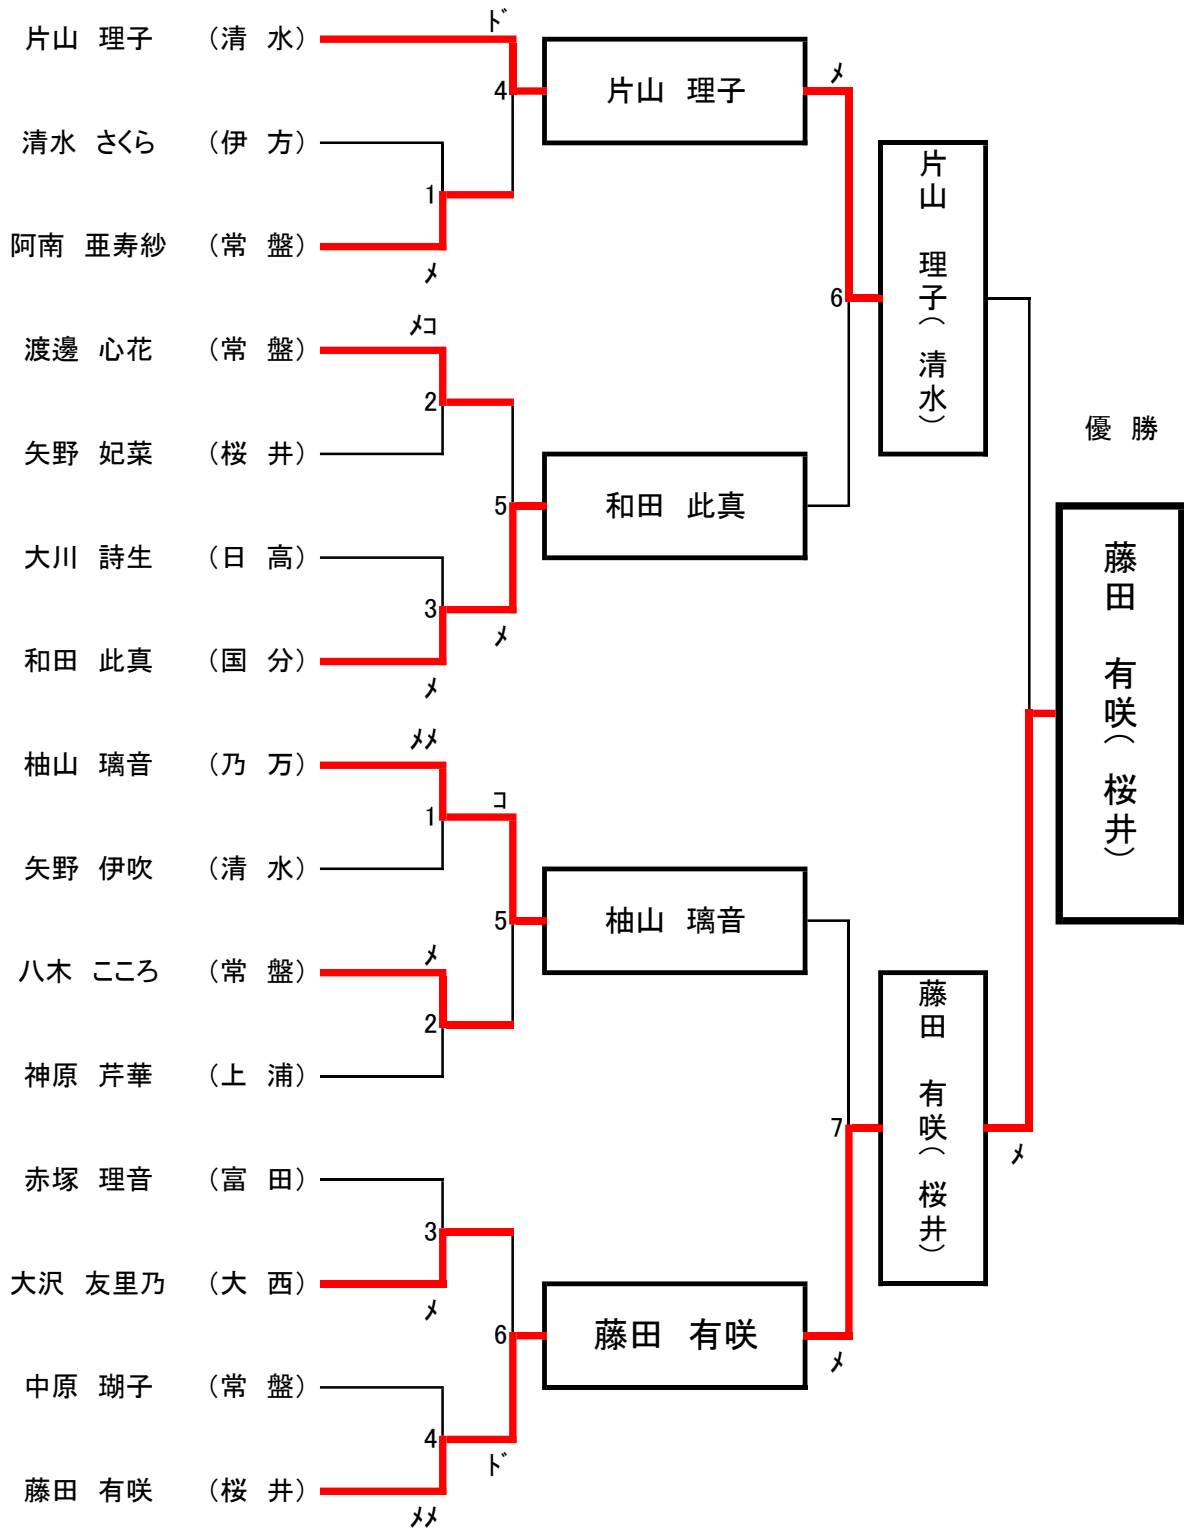 ﾄﾞ
片山 理子 （清 水）
4
片山 理子
ﾒ
清水 さくら （伊 方）
1
阿南 亜寿紗 （常 盤）
ﾒ
片山 理子（清水）
6
ﾒｺ
渡邊 心花 （常 盤）
2
矢野 妃菜 （桜 井）
優 勝
5
和田 此真
大川 詩生 （日 高）
3
ﾒ
和田 此真 （国 分）
ﾒ
藤田 有咲（桜井）
ﾒﾒ
柚山 璃音 （乃 万）
ｺ
1
矢野 伊吹 （清 水）
5
柚山 璃音
ﾒ
八木 こころ （常 盤）
2
神原 芹華 （上 浦）
藤田 有咲（桜井）
7
ﾒ
赤塚 理音 （富 田）
3
大沢 友里乃 （大 西）
ﾒ
6
藤田 有咲
ﾒ
中原 瑚子 （常 盤）
4
ﾄﾞ
藤田 有咲 （桜 井）
ﾒﾒ